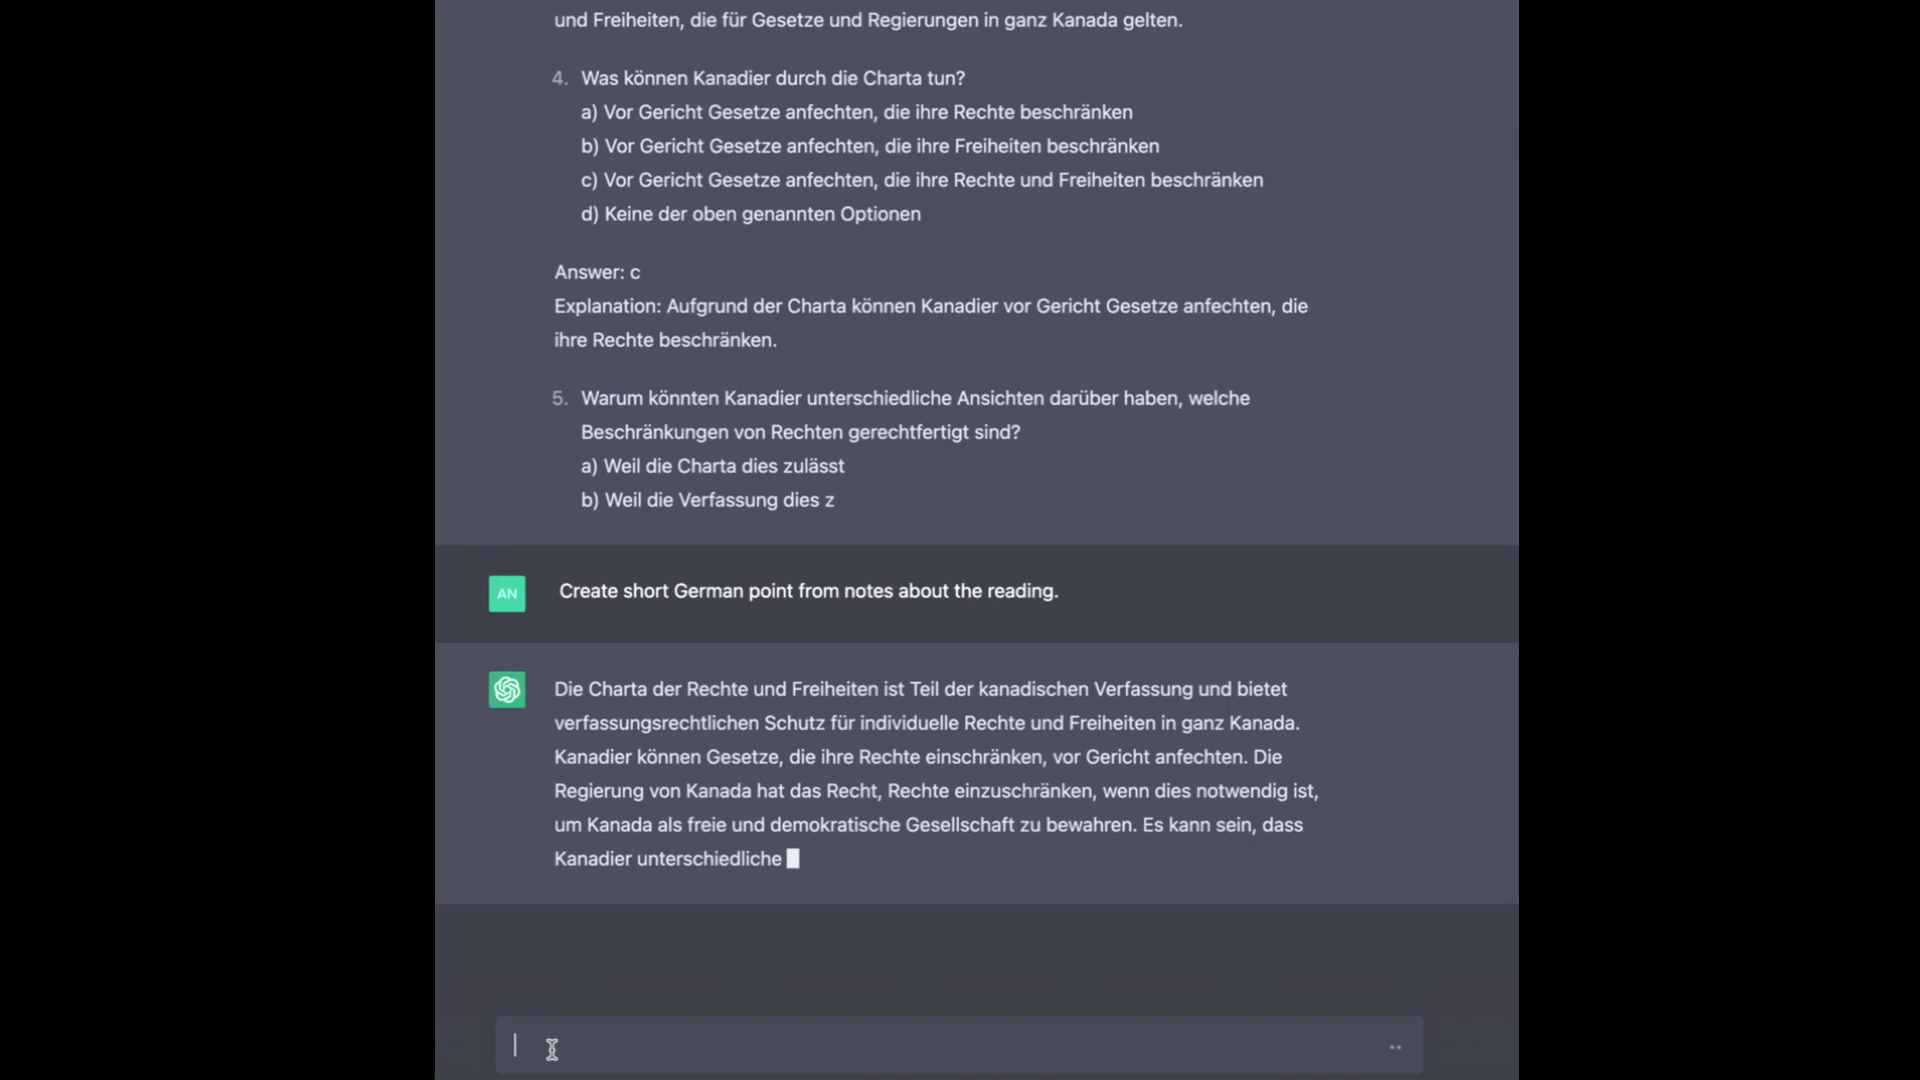 und Freiheiten, die für Gesetze und Regierungen in ganz Kanada gelten.
4. Was können Kanadier durch die Charta tun?
a) Vor Gericht Gesetze anfechten, die ihre Rechte beschränken
b) Vor Gericht Gesetze anfechten, die ihre Freiheiten beschränken
c) Vor Gericht Gesetze anfechten, die ihre Rechte und Freiheiten beschränken
d) Keine der oben genannten Optionen
Answer: c
Explanation: Aufgrund der Charta können Kanadier vor Gericht Gesetze anfechten, die
ihre Rechte beschränken.
5. Warum könnten Kanadier unterschiedliche Ansichten darüber haben, welche
Beschränkungen von Rechten gerechtfertigt sind?
a) Weil die Charta dies zulässt
b) Weil die Verfassung dies z
AN Create short German point from notes about the reading.
Die Charta der Rechte und Freiheiten ist Teil der kanadischen Verfassung und bietet
verfassungsrechtlichen Schutz für individuelle Rechte und Freiheiten in ganz Kanada.
Kanadier können Gesetze, die ihre Rechte einschränken, vor Gericht anfechten. Die
Regierung von Kanada hat das Recht, Rechte einzuschränken, wenn dies notwendig ist,
um Kanada als freie und demokratische Gesellschaft zu bewahren. Es kann sein, dass
Kanadier unterschiedliche